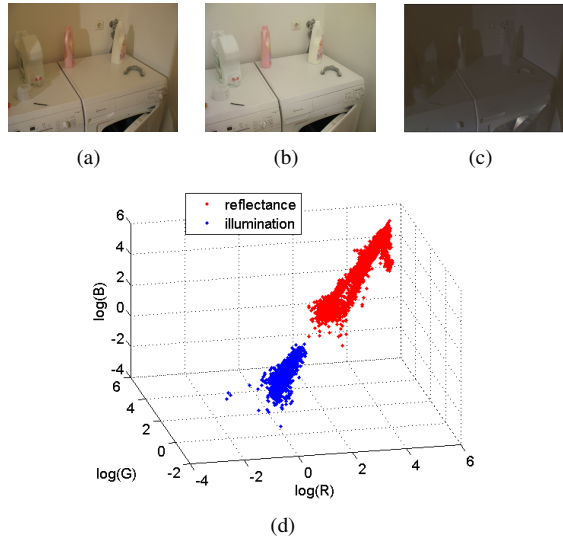 (a) (b) (c)
reflectance
illumination
6
4
2
0
-2
-4
log(B)
6
4
2
0
-2
log(G)
-4 -2 0 2 4 6
log(R)
(d)